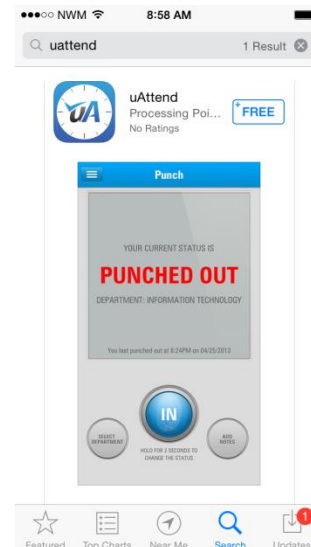 NWM 8:58 AM
uattend 1 Result
uAttend
Processing Poi...
+ FREE
No Ratings
UA
Punch
YOUR CURRENT STATUS IS
PUNCHED OUT
DEPARTMENT: INFORMATION TECHNOLOGY
You last punched out at 8:24PM on 04/25/2013
IN
SELECT
DEPARTMENT
ADD
NOTES
HOLD FOR 2 SECONDS TO
CHANGE THE STATUS
1
Featured Top Charts Near Me Search Updates